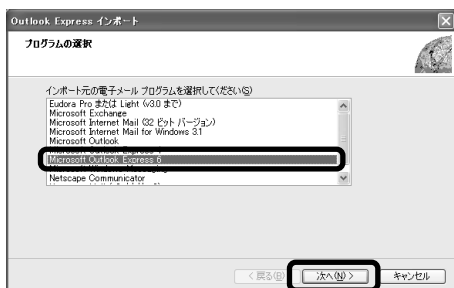 Outlook Express インポート
プログラムの選択
インポート元の電子メール プログラムを選択してください(S)
Eudora Pro または Light (v3.0 まで)
Microsoft Exchange
Microsoft Internet Mail (32 ビット バージョン)
Microsoft Internet Mail for Windows 3.1
Microsoft Outlook
Microsoft Outlook Express 6
Netscape Communicator
< 戻る(B)
次へ(N) >
キャンセル